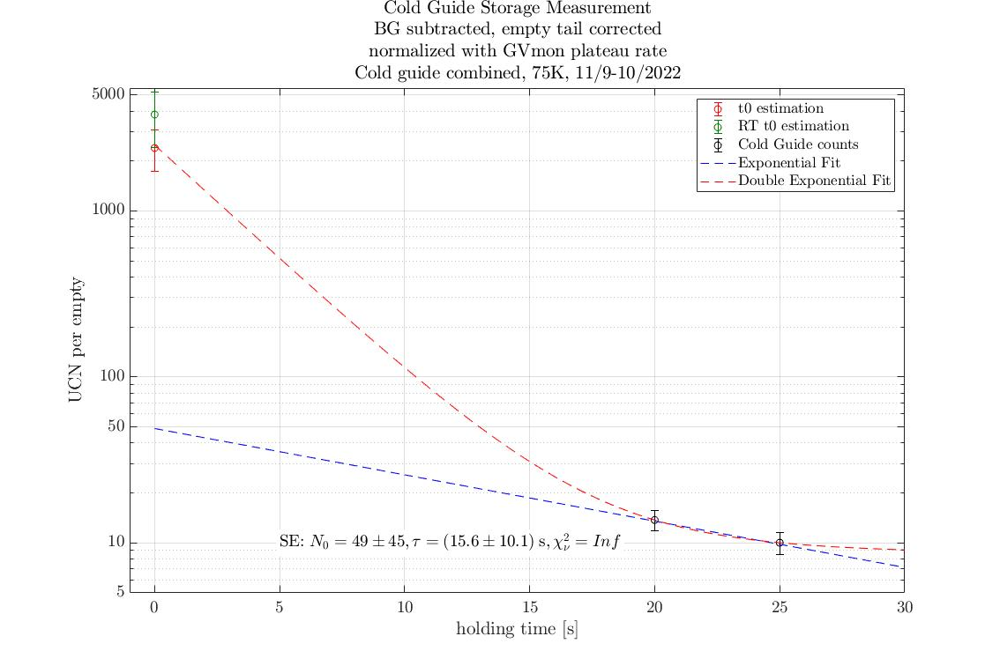 Cold Guide Storage Measurement
BG subtracted, empty tail corrected
normalized with GVmon plateau rate
Cold guide combined, 75K, 11/9-10/2022
5000
1000
100
50
10
5
UCN per empty
t0 estimation
RT t0 estimation
Cold Guide counts
Exponential Fit
Double Exponential Fit
SE: N₀ = 49 ± 45, τ = (15.6 ± 10.1) s, χ²ᵥ = Inf
0 5 10 15 20 25 30
holding time [s]